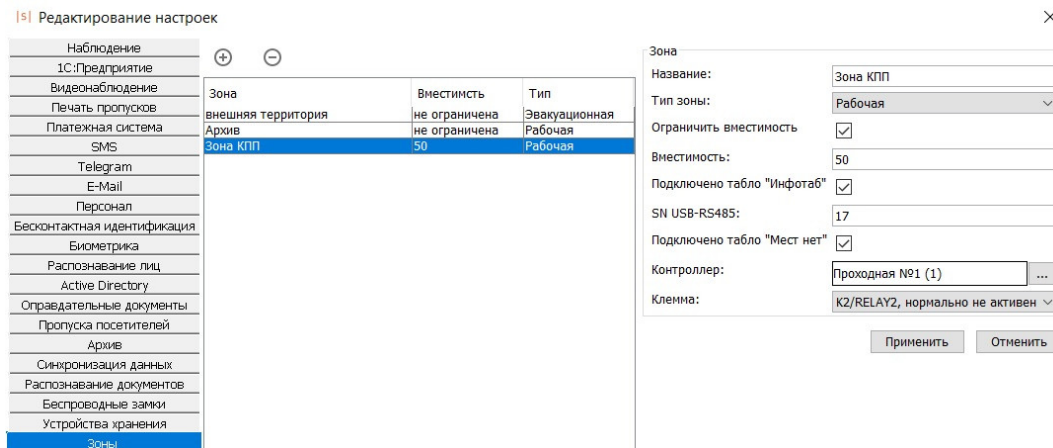 |s| Редактирование настроек
Наблюдение
1С:Предприятие
Видеонаблюдение
Печать пропусков
Платежная система
SMS
Telegram
E-Mail
Персонал
Бесконтактная идентификация
Биометрика
Распознавание лиц
Active Directory
Оправдательные документы
Пропуска посетителей
Архив
Синхронизация данных
Распознавание документов
Беспроводные замки
Устройства хранения
Зоны
Зона Вместимсть Тип
внешняя территория не ограничена Эвакуационная
Архив не ограничена Рабочая
Зона КПП 50 Рабочая
Зона
Название: Зона КПП
Тип зоны: Рабочая
Ограничить вместимость
Вместимость: 50
Подключено табло "Инфотаб"
SN USB-RS485: 17
Подключено табло "Мест нет"
Контроллер: Проходная №1 (1) ...
Клемма: K2/RELAY2, нормально не активен
Применить Отменить